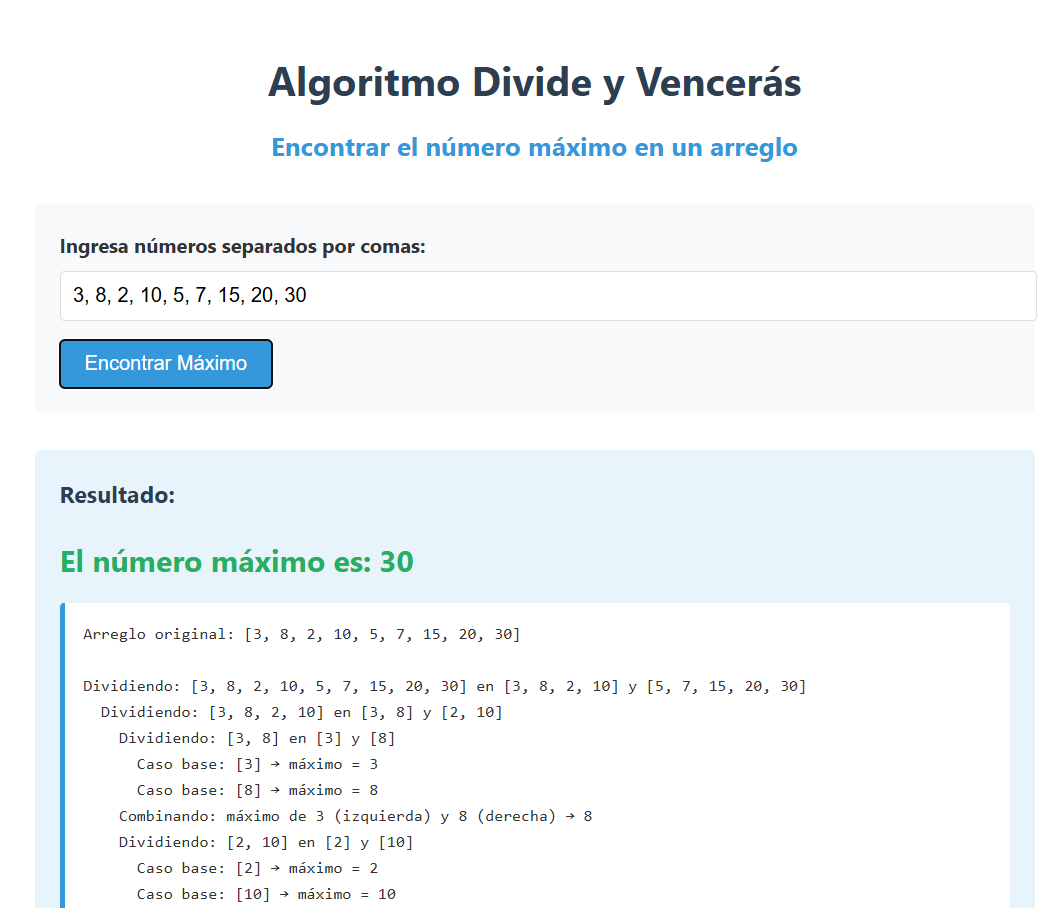 Algoritmo Divide y Vencerás
Encontrar el número máximo en un arreglo
Ingresa números separados por comas:
3, 8, 2, 10, 5, 7, 15, 20, 30
Encontrar Máximo
Resultado:
El número máximo es: 30
Arreglo original: [3, 8, 2, 10, 5, 7, 15, 20, 30]
Dividiendo: [3, 8, 2, 10, 5, 7, 15, 20, 30] en [3, 8, 2, 10] y [5, 7, 15, 20, 30]
Dividiendo: [3, 8, 2, 10] en [3, 8] y [2, 10]
Dividiendo: [3, 8] en [3] y [8]
Caso base: [3] → máximo = 3
Caso base: [8] → máximo = 8
Combinando: máximo de 3 (izquierda) y 8 (derecha) → 8
Dividiendo: [2, 10] en [2] y [10]
Caso base: [2] → máximo = 2
Caso base: [10] → máximo = 10